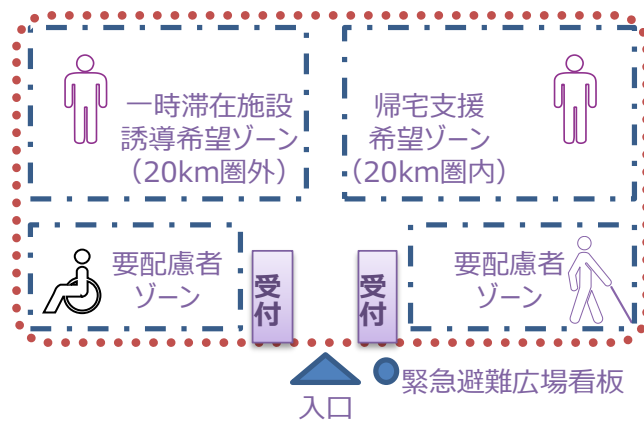 一時滞在施設
誘導希望ゾーン
（20km圏外）
帰宅支援
希望ゾーン
（20km圏内）
要配慮者
ゾーン
受付
受付
要配慮者
ゾーン
緊急避難広場看板
入口